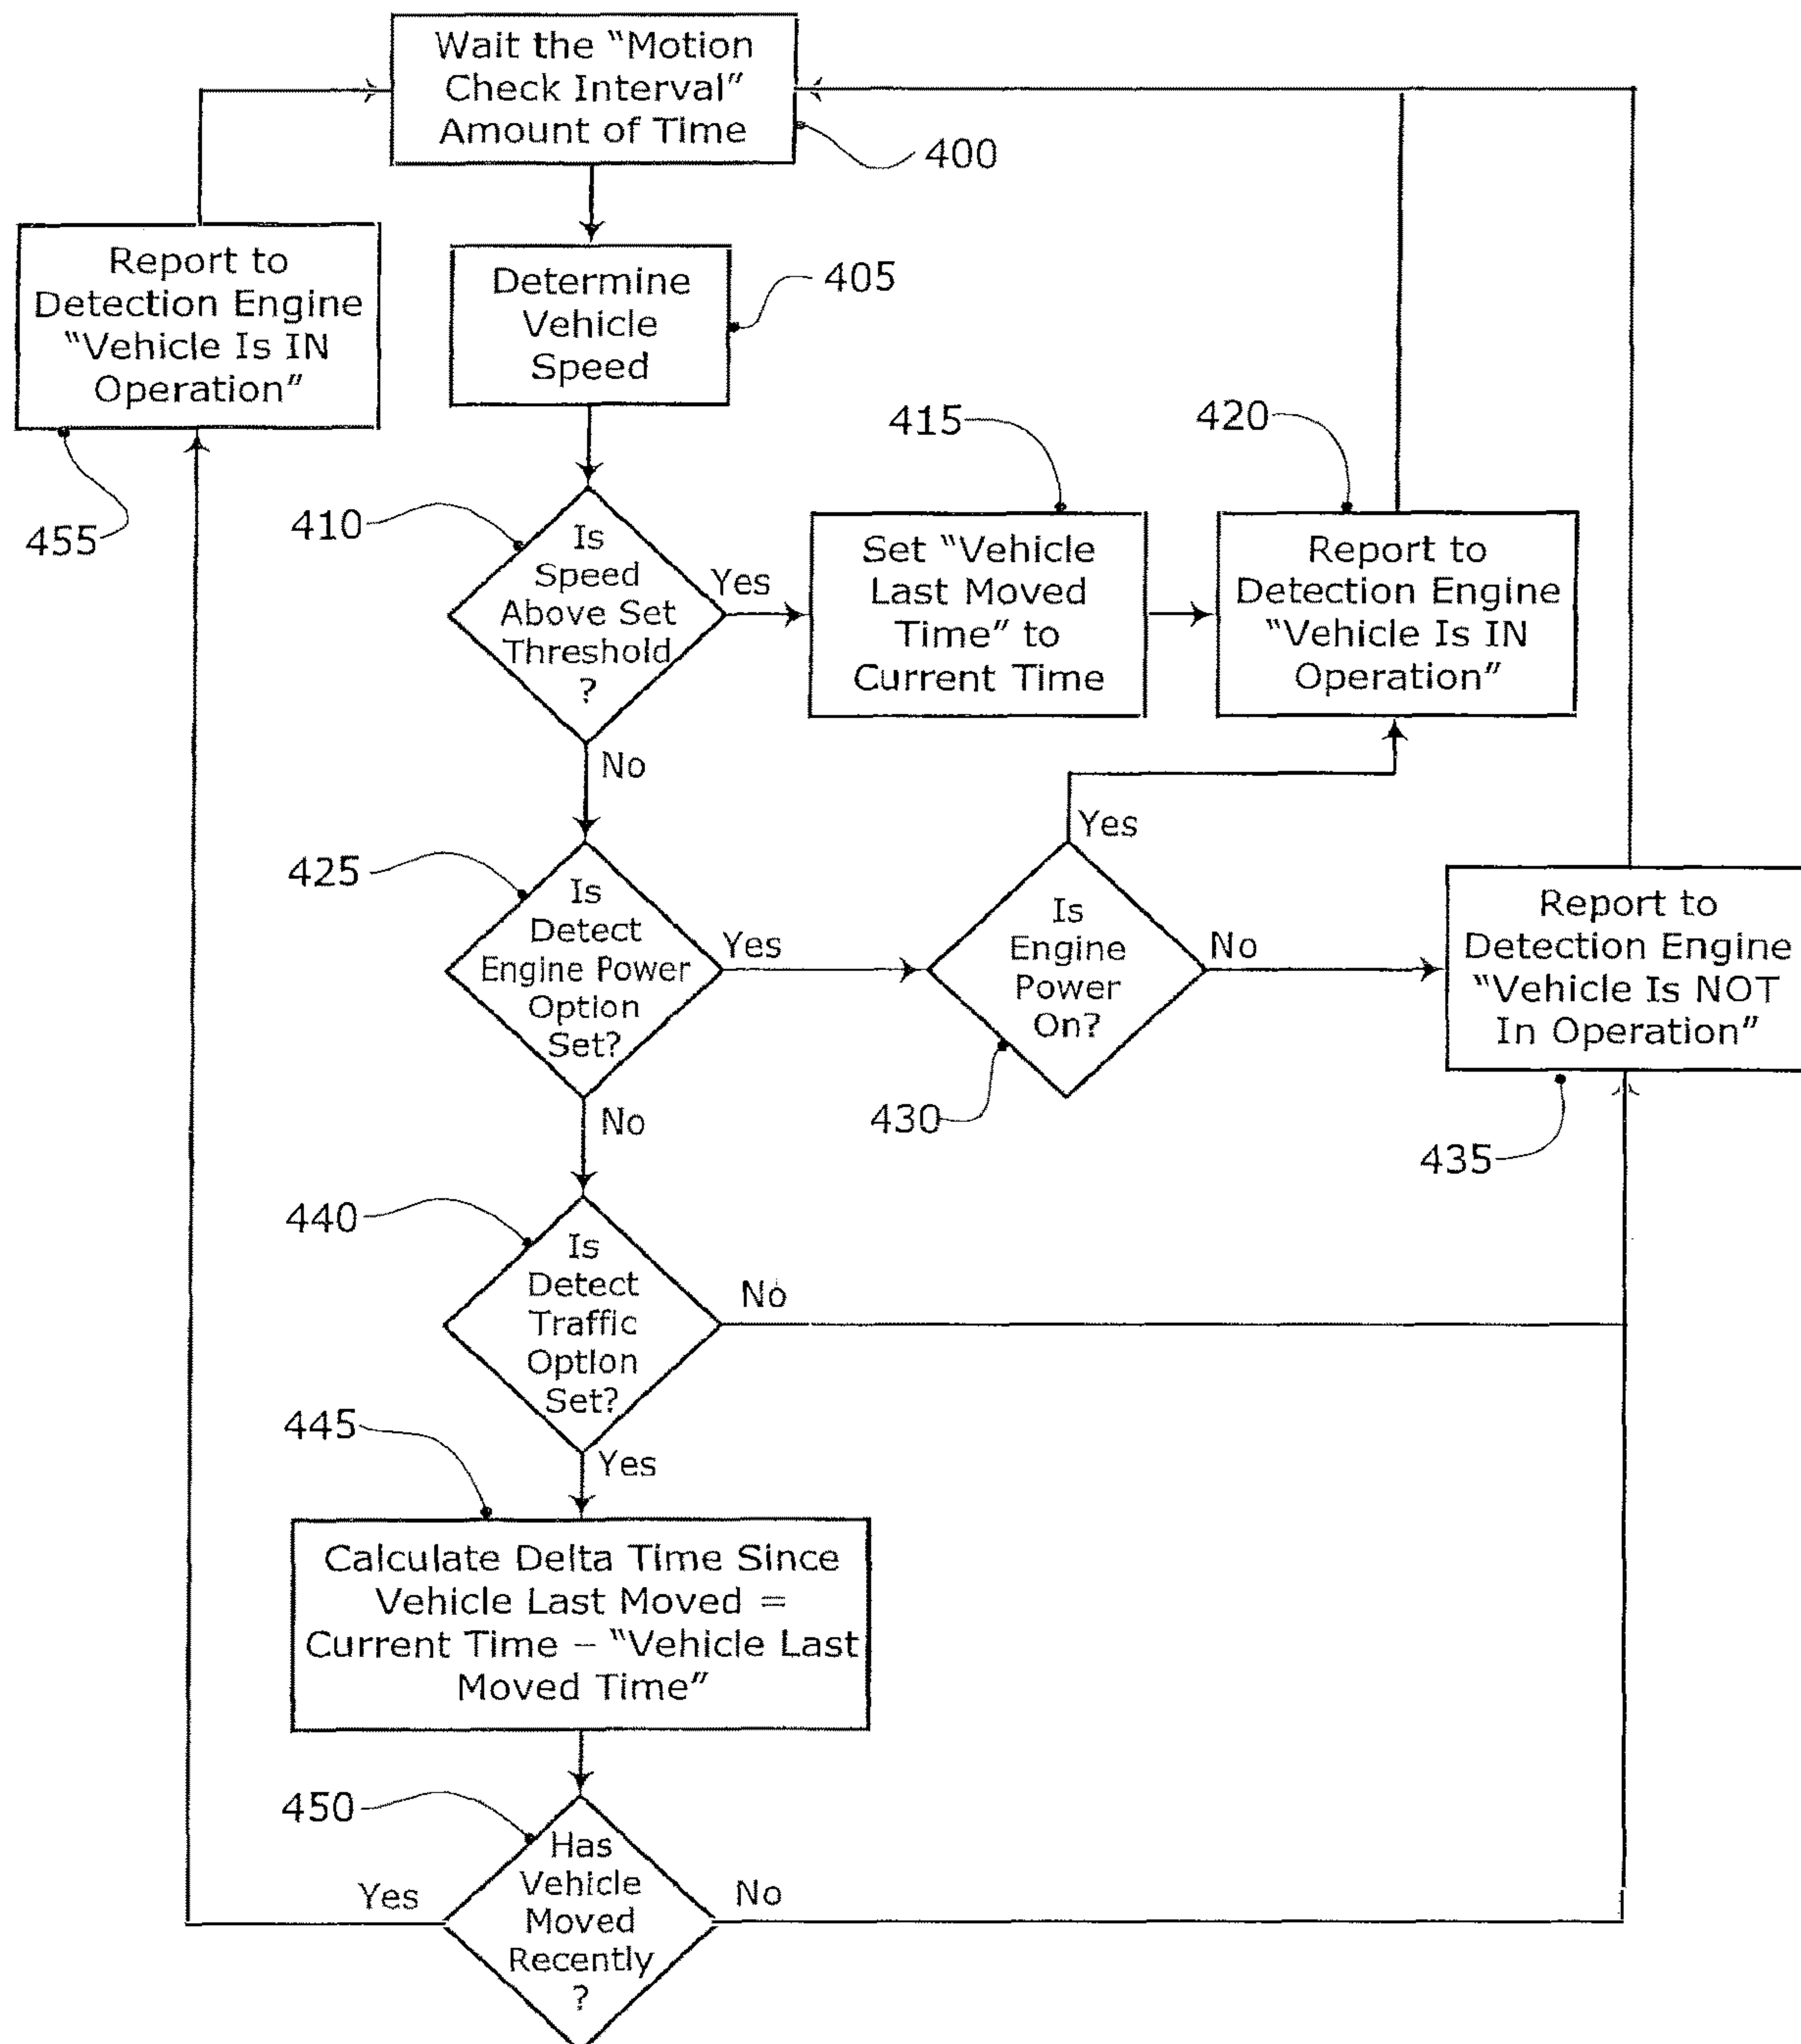 Wait the “Motion
Check Interval”
Amount of Time
400
Report to
Detection Engine
“Vehicle Is IN
Operation”
455
Determine
Vehicle
Speed
405
410
Is
Speed
Above Set
Threshold
?
Yes
No
415
Set “Vehicle
Last Moved
Time” to
Current Time
420
Report to
Detection Engine
“Vehicle Is IN
Operation”
425
Is
Detect
Engine Power
Option
Set?
Yes
No
Yes
Is
Engine
Power
On?
No
430
Report to
Detection Engine
“Vehicle Is NOT
In Operation”
435
440
Is
Detect
Traffic
Option
Set?
No
Yes
445
Calculate Delta Time Since
Vehicle Last Moved =
Current Time – “Vehicle Last
Moved Time”
450
Has
Vehicle
Moved
Recently
?
Yes
No